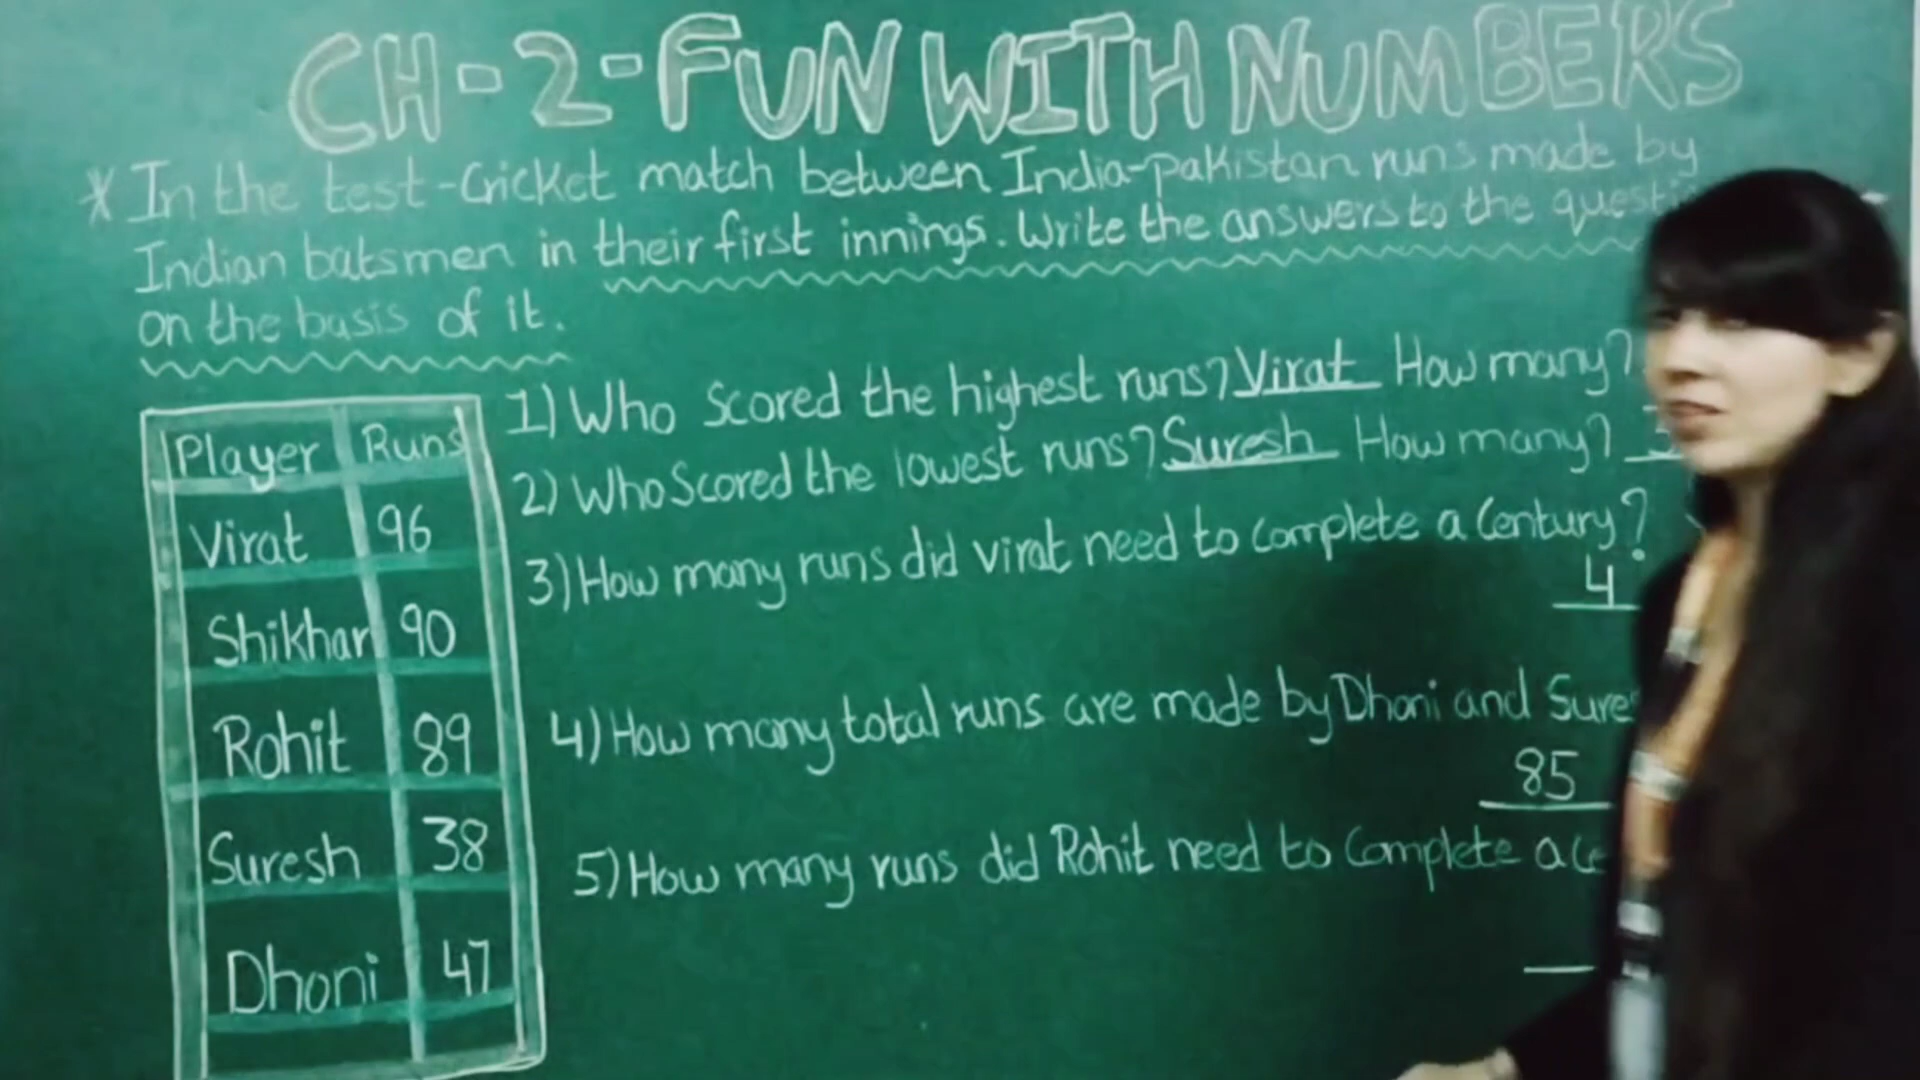 CH-2-FUN WITH NUMBERS
* In the test-Cricket match between India-pakistan runs made by
Indian batsmen in their first innings. Write the answers to the
on the basis of it.
Player Runs
Virat 96
Shikhar 90
Rohit 89
Suresh 38
Dhoni 47
1) Who Scored the highest runs? Virat How many?
2) Who Scored the lowest runs? Suresh How many?
3) How many runs did virat need to Complete a Century?
4
4) How many total runs are made by Dhoni and
85
5) How many runs did Rohit need to Complete a